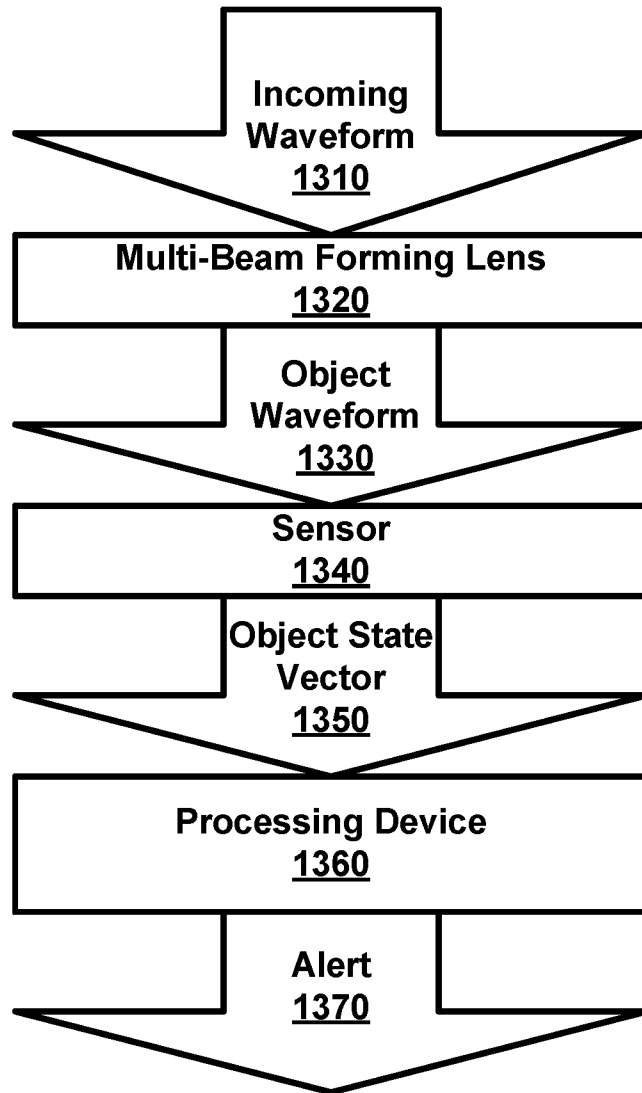 Incoming
Waveform
1310
Multi-Beam Forming Lens
1320
Object
Waveform
1330
Sensor
1340
Object State
Vector
1350
Processing Device
1360
Alert
1370